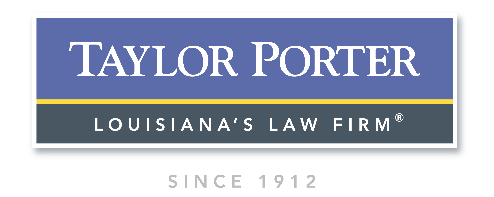 TAYLOR PORTER
LOUISIANA'S LAW FIRM®
SINCE 1912